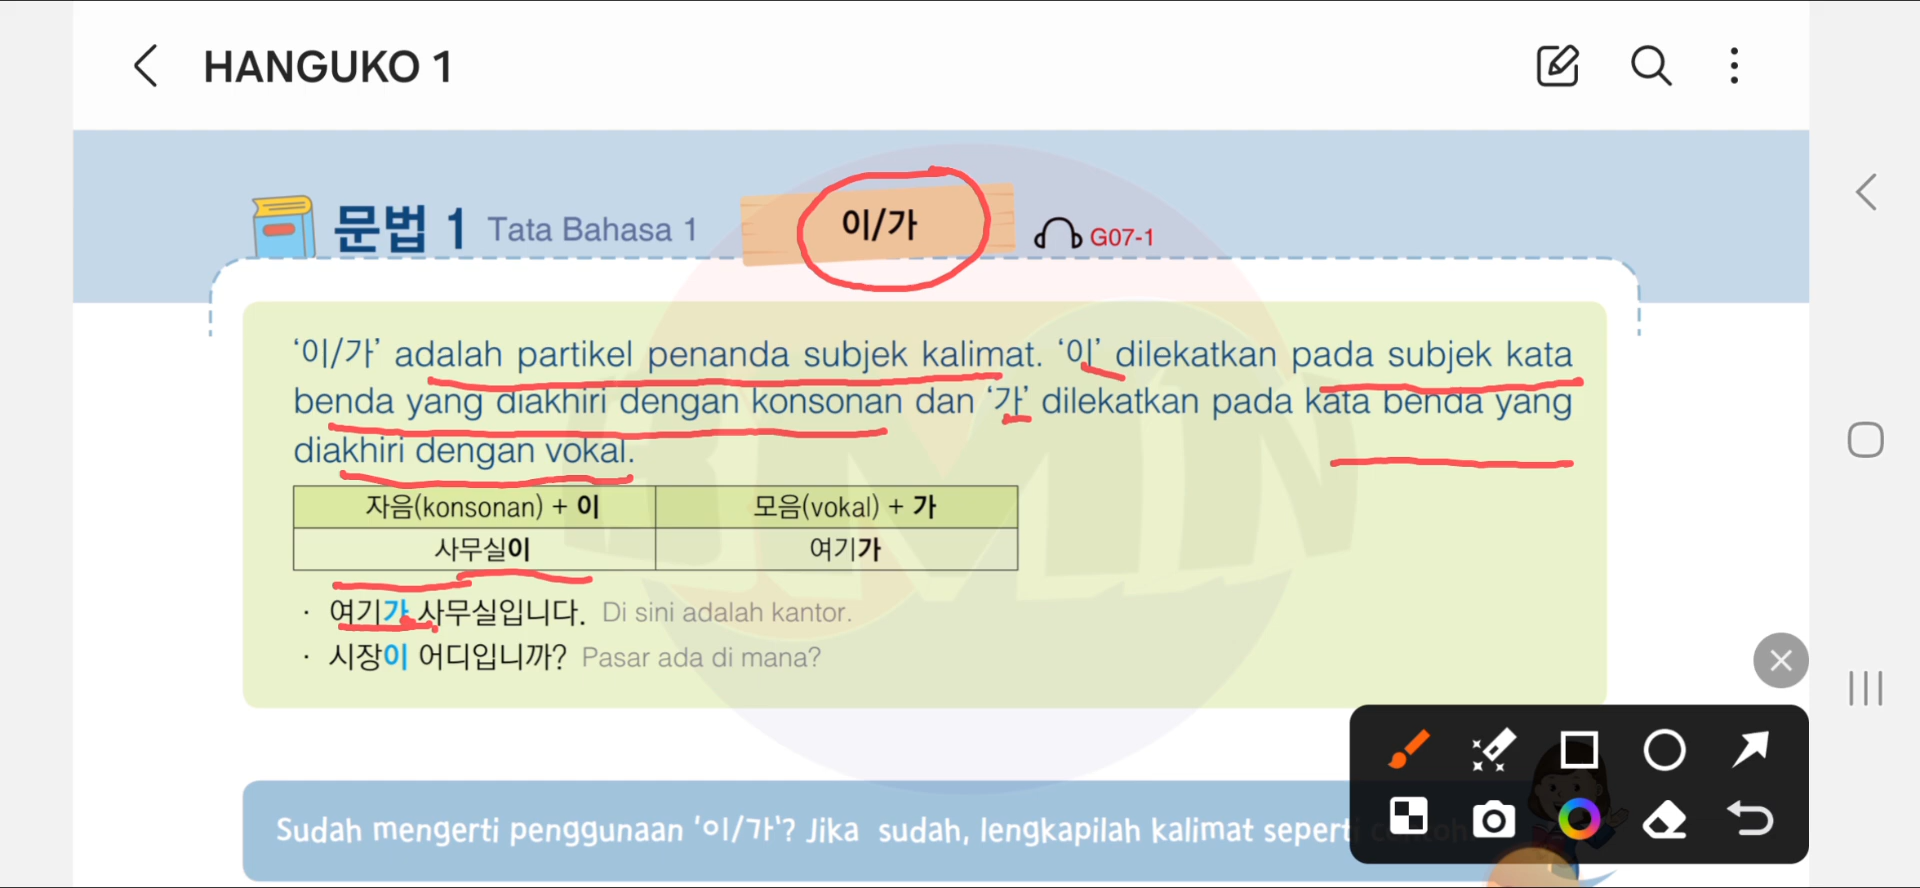 HANGUKO 1
문법 1 Tata Bahasa 1 이/가 G07-1
‘이/가’ adalah partikel penanda subjek kalimat. ‘이’ dilekatkan pada subjek kata
benda yang diakhiri dengan konsonan dan ‘가’ dilekatkan pada kata benda yang
diakhiri dengan vokal.
자음(konsonan) + 이 모음(vokal) + 가
사무실이 여기가
· 여기가 사무실입니다. Di sini adalah kantor.
· 시장이 어디입니까? Pasar ada di mana?
Sudah mengerti penggunaan '이/가'? Jika sudah, lengkapilah kalimat seperti